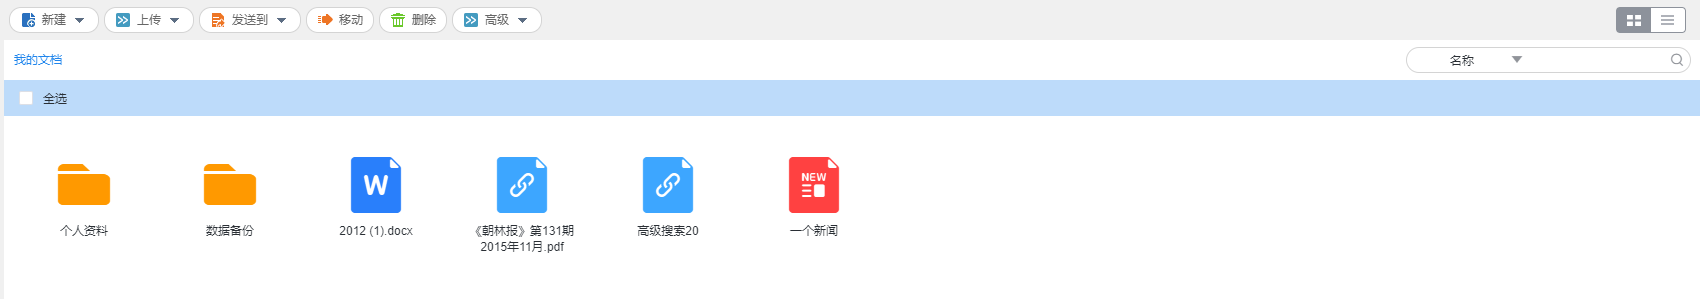 新建
上传
发送到
移动
删除
高级
我的文档
名称
全选
W
NEW
个人资料
数据备份
2012 (1).docx
《朝林报》第131期
2015年11月.pdf
高级搜索20
一个新闻